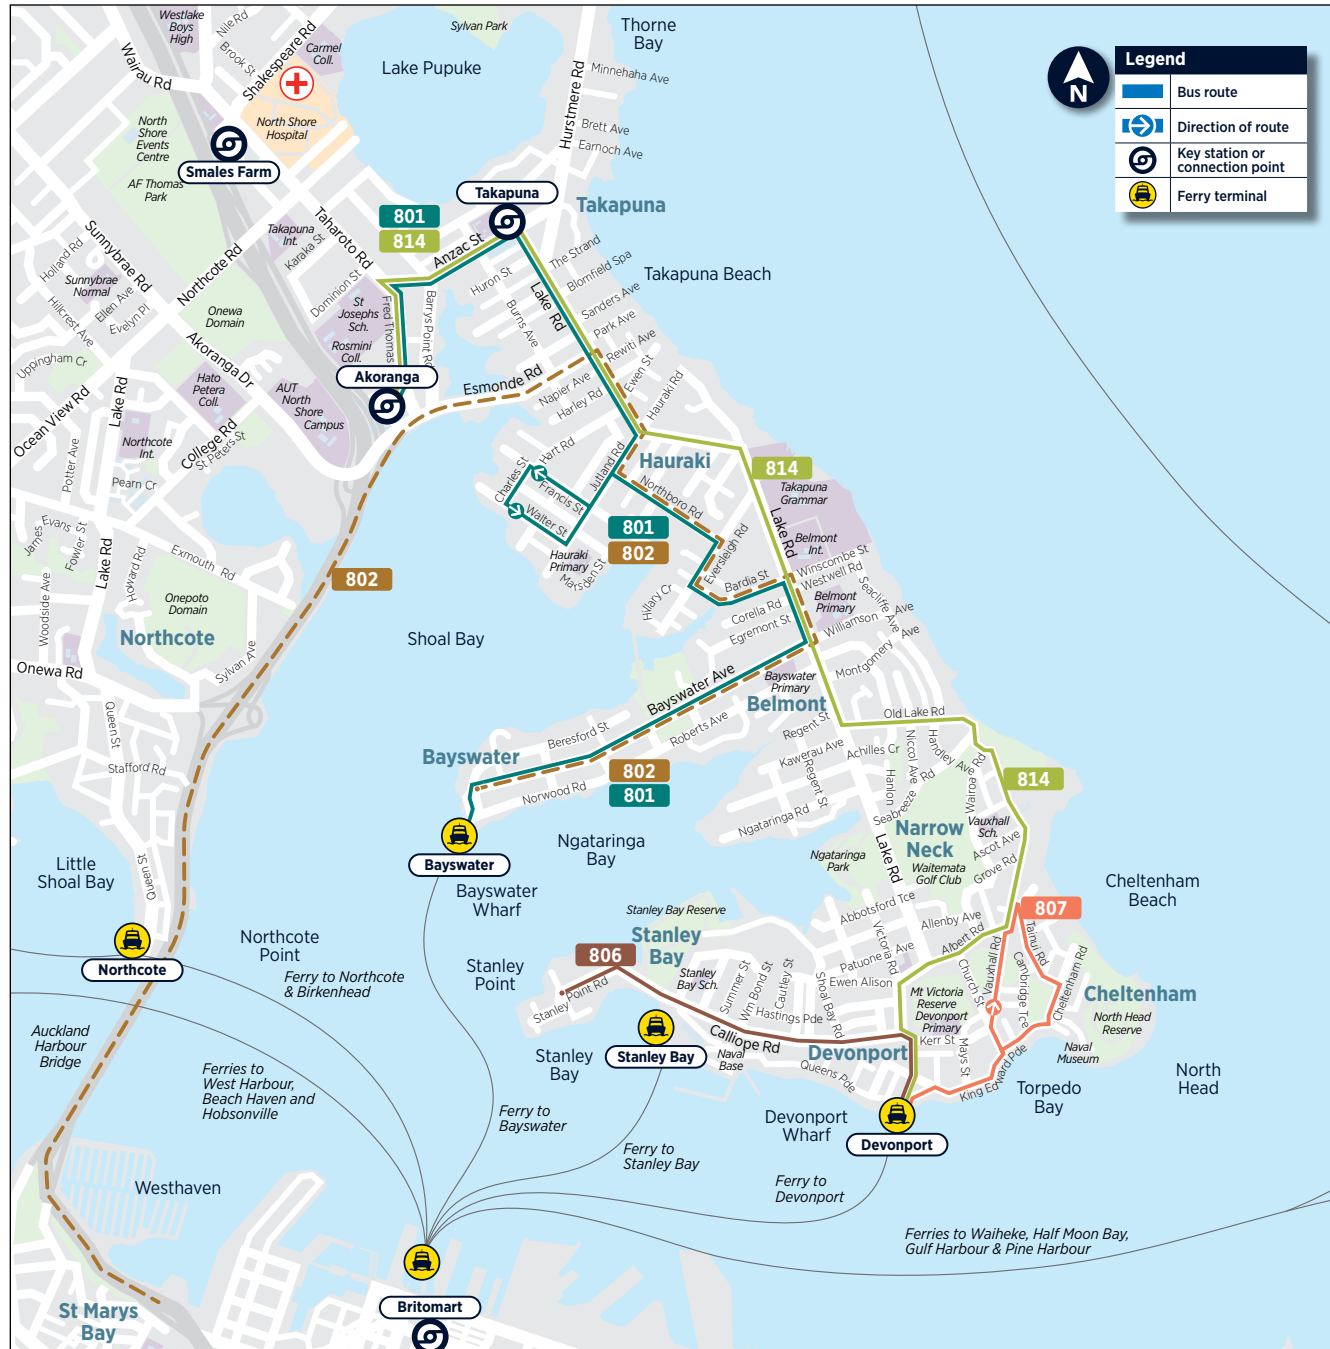 Westlake
Boys
High
Nile Rd
Brook St
Shakespeare Rd
Carmel
Coll.
Sylvan Park
Thorne
Bay
Lake Pupuke
Wairau Rd
Minnehaha Ave
Hurstmere Rd
Brett Ave
Earnoch Ave
N
Legend
Bus route
Direction of route
Key station or
connection point
Ferry terminal
North
Shore
Events
Centre
North Shore
Hospital
Smales Farm
AF Thomas
Park
Takapuna
Takapuna
801
814
Anzac St
Taharoto Rd
Takapuna
Int.
Karaka St
Sunnybrae Rd
Holland Rd
Sunnybrae
Normal
Ellen Ave
Evelyn Pl
Hillcrest Ave
Northcote Rd
Dominion St
St
Josephs
Sch.
Rosmini
Coll.
Fred Thomas
Barrys Point Rd
Huron St
Burns Ave
Lake Rd
The Strand
Blomfield Spa
Takapuna Beach
Sanders Ave
Park Ave
Rewiti Ave
Ewen St
Hauraki Rd
Onewa
Domain
Uppingham Cr
Akoranga Dr
Akoranga
Esmonde Rd
Napier Ave
Harley Rd
Ocean View Rd
Lake Rd
Hato
Petera
Coll.
AUT
North
Shore
Campus
College Rd
St Peters St
Northcote
Int.
Potter Ave
Pearn Cr
Hart Rd
Charles St
Francis St
Walter St
Jutland Rd
Hauraki
Northboro Rd
814
Takapuna
Grammar
Lake Rd
801
802
Hauraki
Primary
Marsden St
Eversleigh Rd
Hillary Cr
Bardia St
Belmont
Int.
Winscombe St
Westwell Rd
Seacliffe Ave
Belmont
Primary
Williamson Ave
Corella Rd
Egremont St
Montgomery Ave
James
Evans
Fowler St
Lake Rd
Howard Rd
Exmouth Rd
802
Onepoto
Domain
Woodside Ave
Northcote
Shoal Bay
Onewa Rd
Sylvan Ave
Bayswater Ave
Bayswater
Primary
Belmont
Queen St
Stafford Rd
Bayswater
Beresford St
Roberts Ave
Regent St
Old Lake Rd
Kawerau Ave
Achilles Cr
Regent St
Niccol Ave
Handley Ave
Hanlon
Seabreeze Rd
Wairoa Rd
814
802
801
Norwood Rd
Ngataringa Rd
Vauxhall
Sch.
Narrow
Neck
Ascot Ave
Grove Rd
Waitemata
Golf Club
Ngataringa
Park
Lake Rd
Little
Shoal Bay
Queen St
Bayswater
Bayswater
Wharf
Ngataringa
Bay
Cheltenham
Beach
Abbotsford Tce
Allenby Ave
Albert Rd
807
Stanley Bay Reserve
Stanley
Bay
Northcote
Northcote
Point
Ferry to Northcote
& Birkenhead
Stanley
Point
806
Stanley
Bay Sch.
Summer St
Wm Bond St
Cautley St
Shoal Bay Rd
Victoria Rd
Patuone Ave
Ewen Alison
Church St
Vauxhall Rd
Tainui Rd
Cambridge Tce
Cheltenham Rd
Cheltenham
North Head
Reserve
Stanley Point Rd
Hastings Pde
Mt Victoria
Reserve
Devonport
Primary
Auckland
Harbour
Bridge
Calliope Rd
Devonport
Kerr St
Mays St
Naval
Museum
Stanley Bay
Stanley
Bay
Naval
Base
Queens Pde
King Edward Pde
Torpedo
Bay
North
Head
Ferries to
West Harbour,
Beach Haven and
Hobsonville
Ferry to
Bayswater
Ferry to
Stanley Bay
Devonport
Wharf
Devonport
Westhaven
Ferry to
Devonport
Ferries to Waiheke, Half Moon Bay,
Gulf Harbour & Pine Harbour
St Marys
Bay
Britomart